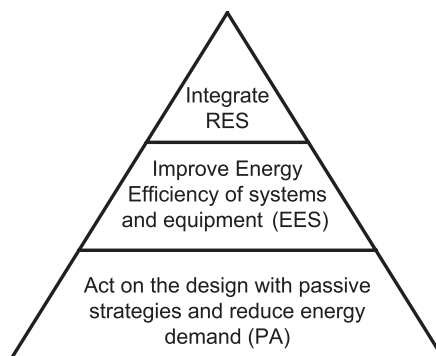 Integrate
RES
Improve Energy
Efficiency of systems
and equipment (EES)
Act on the design with passive
strategies and reduce energy
demand (PA)